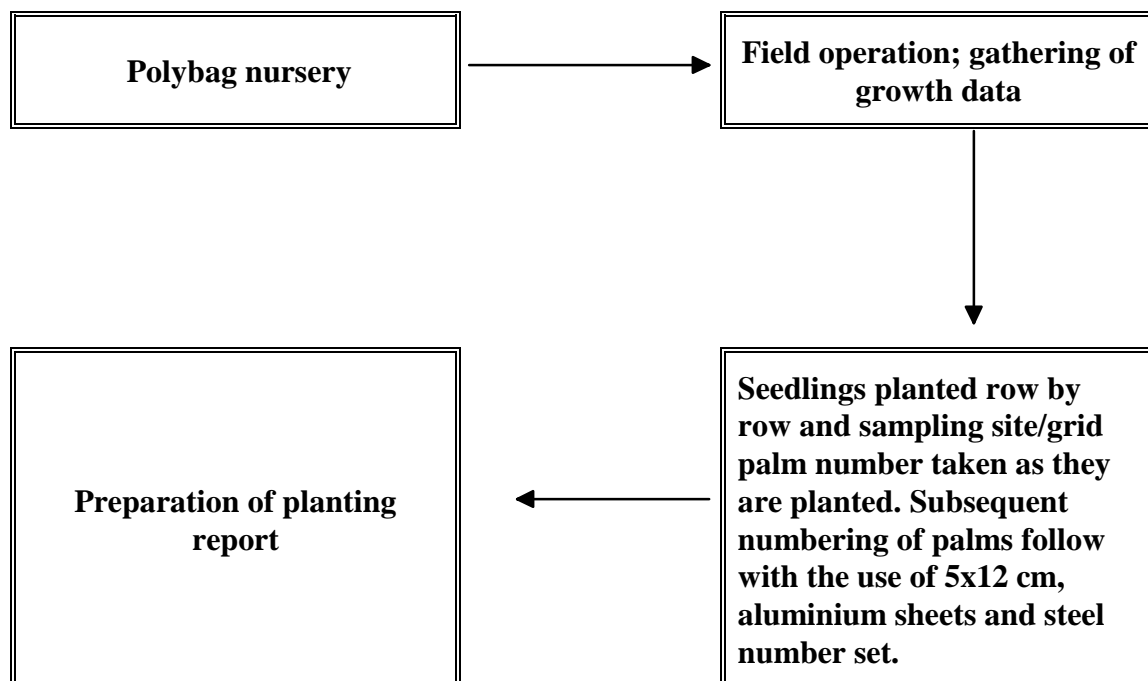 Polybag nursery
Field operation; gathering of
growth data
Seedlings planted row by
row and sampling site/grid
palm number taken as they
are planted. Subsequent
numbering of palms follow
with the use of 5x12 cm,
aluminium sheets and steel
number set.
Preparation of planting
report